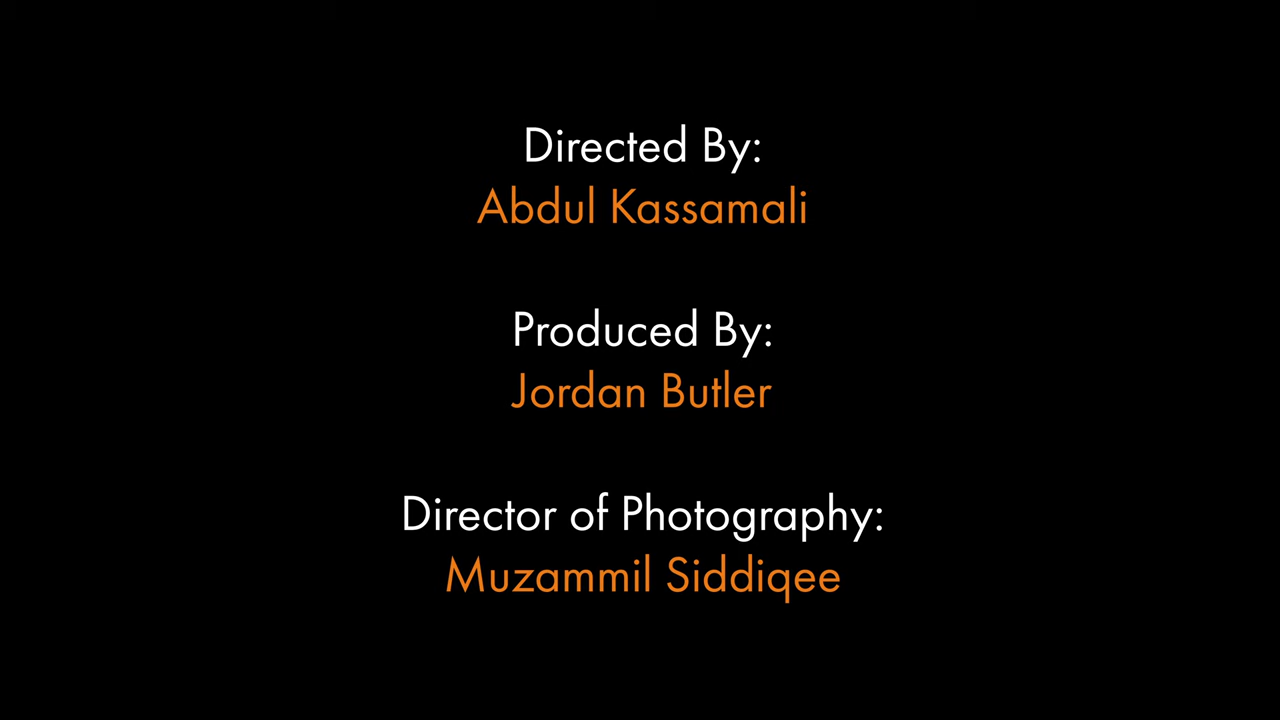 Directed By:
Abdul Kassamali
Produced By:
Jordan Butler
Director of Photography:
Muzammil Siddiqee